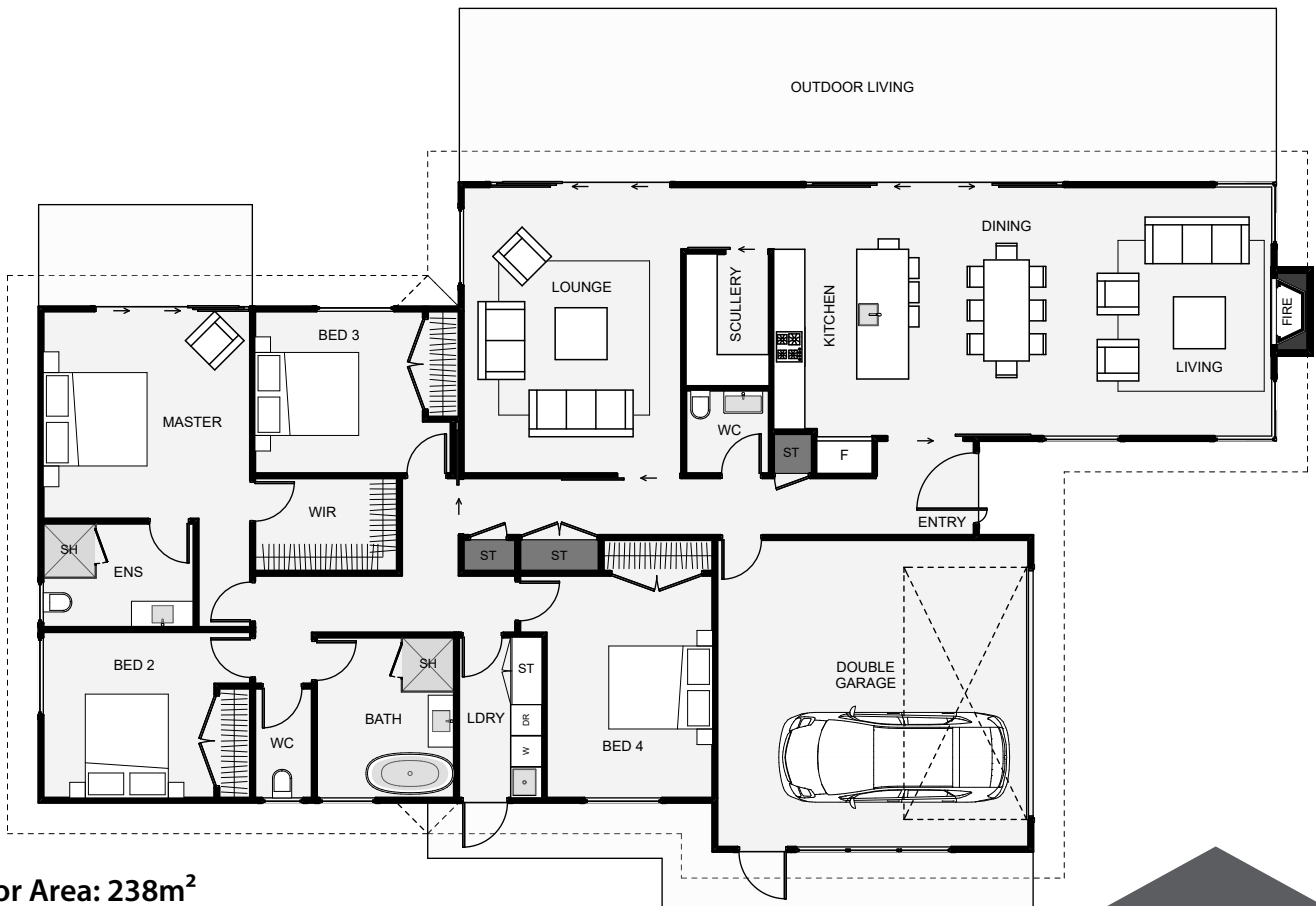 OUTDOOR LIVING
DINING
LOUNGE
SCULLERY
KITCHEN
FIRE
BED 3
LIVING
MASTER
WC
ST
F
WIR
ENTRY
SH
ENS
ST
ST
BED 2
SH
ST
DOUBLE
GARAGE
BATH
LDRY
DR
WC
W
BED 4
or Area: 238m²